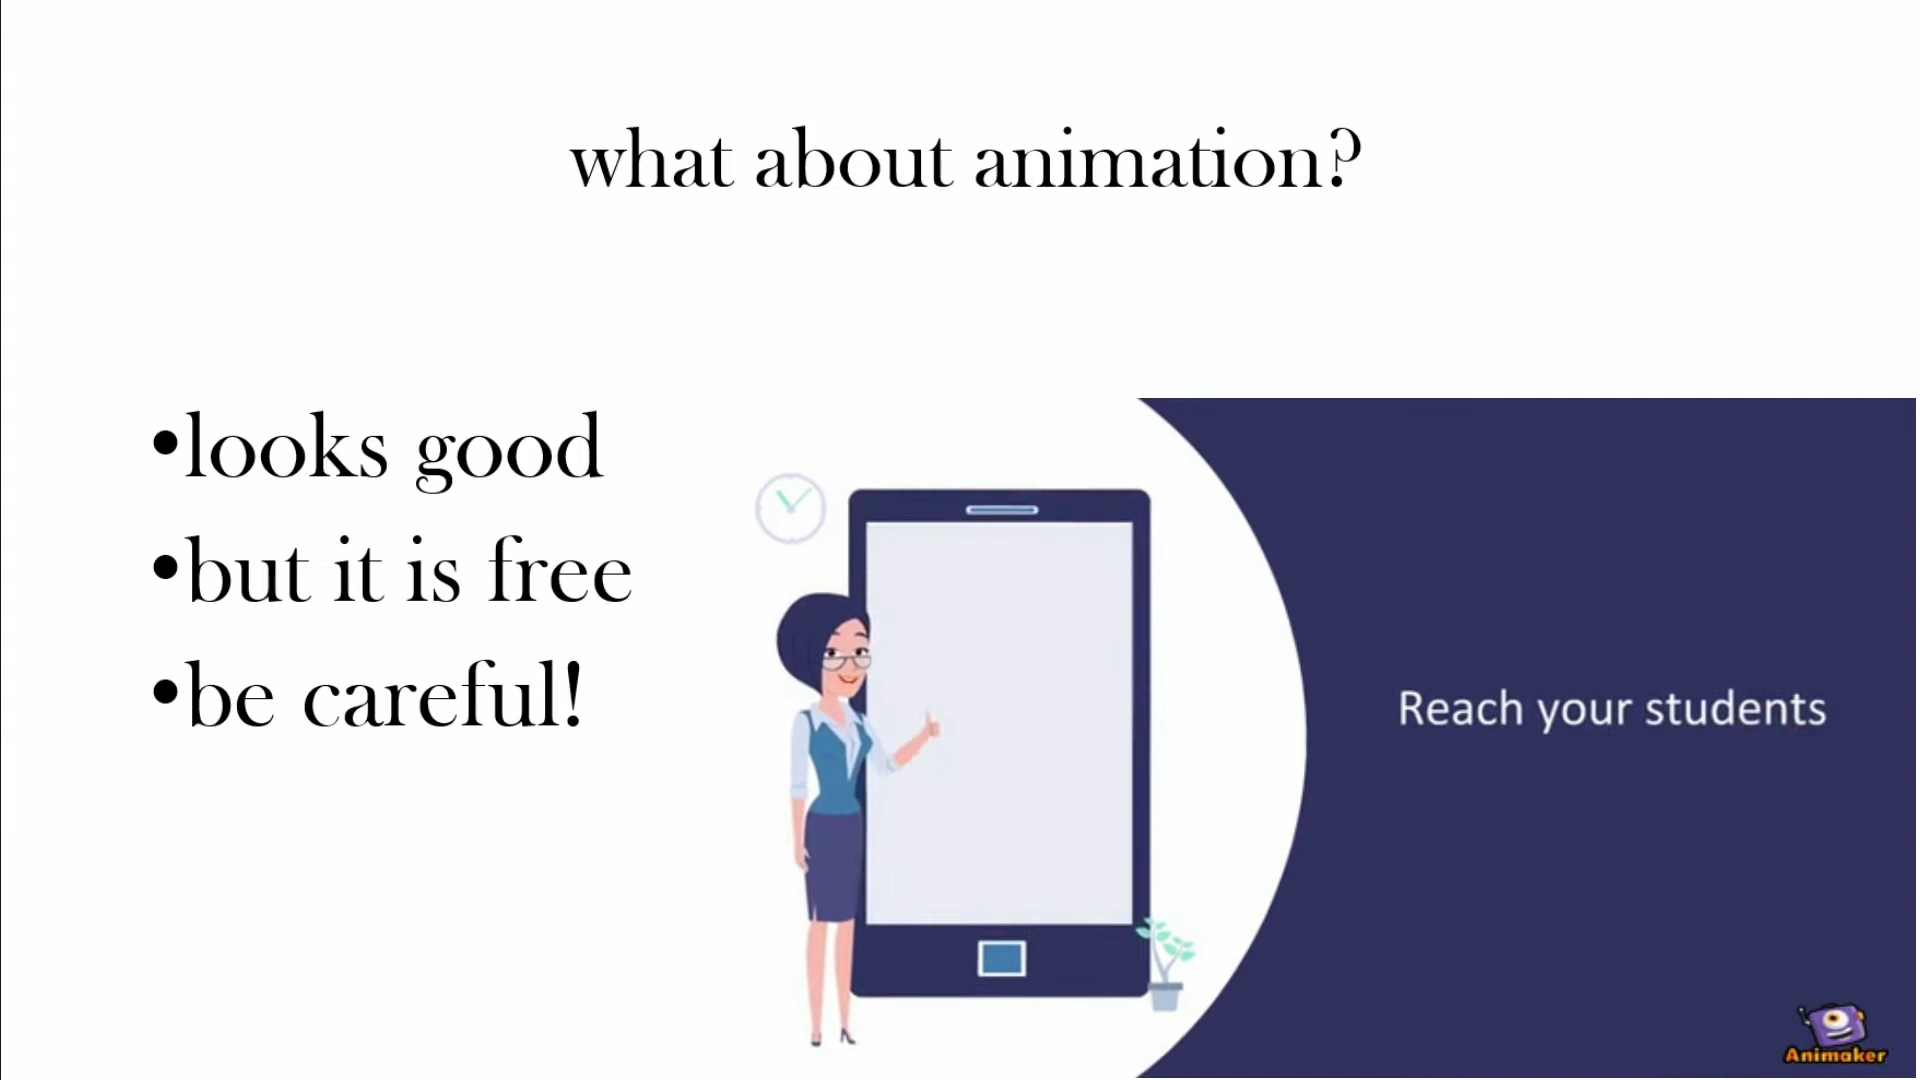 what about animation?
•looks good
•but it is free
•be careful!
Reach your students
Animaker